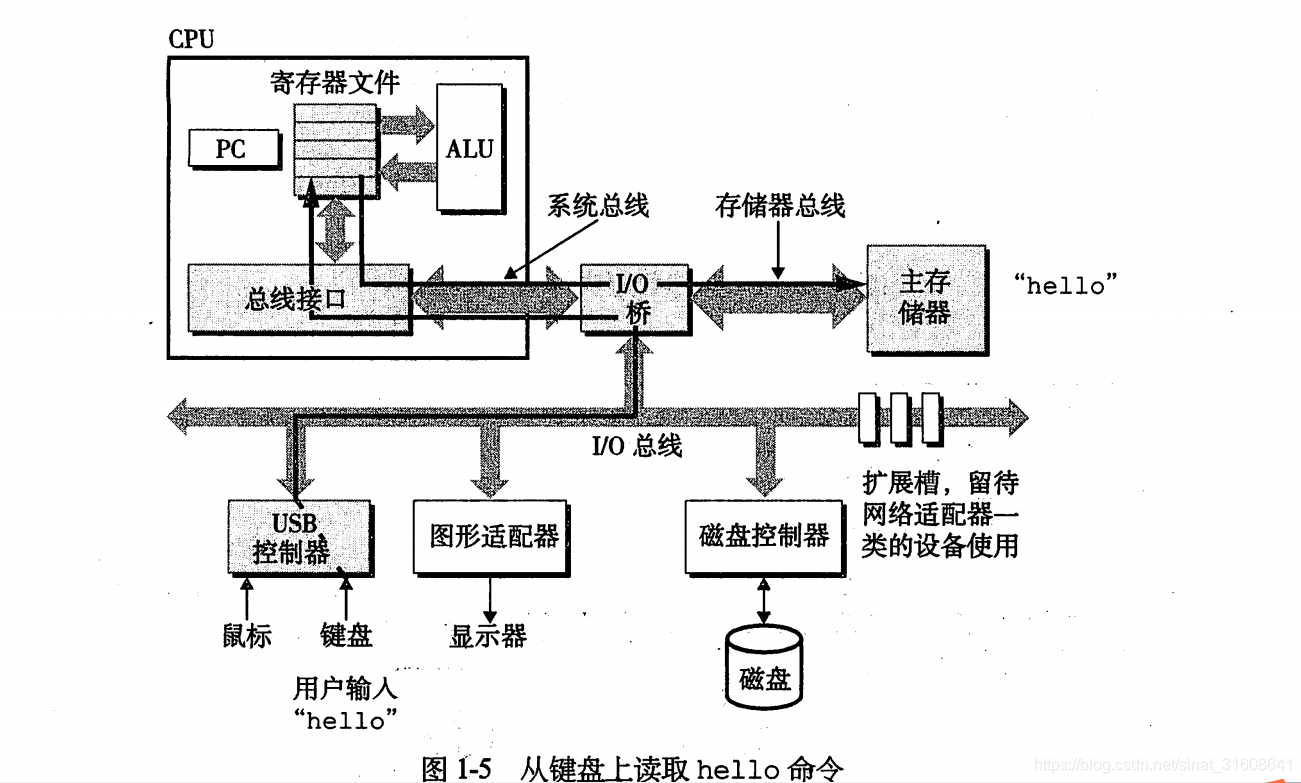 CPU
寄存器文件
PC
ALU
系统总线
存储器总线
总线接口
I/O
桥
主存
储器
“hello”
I/O 总线
扩展槽，留待
网络适配器一
类的设备使用
USB
控制器
图形适配器
磁盘控制器
鼠标
键盘
显示器
磁盘
用户输入
“hello”
图 1-5 从键盘上读取 hello 命令
https://blog.csdn.net/sinat_31608641